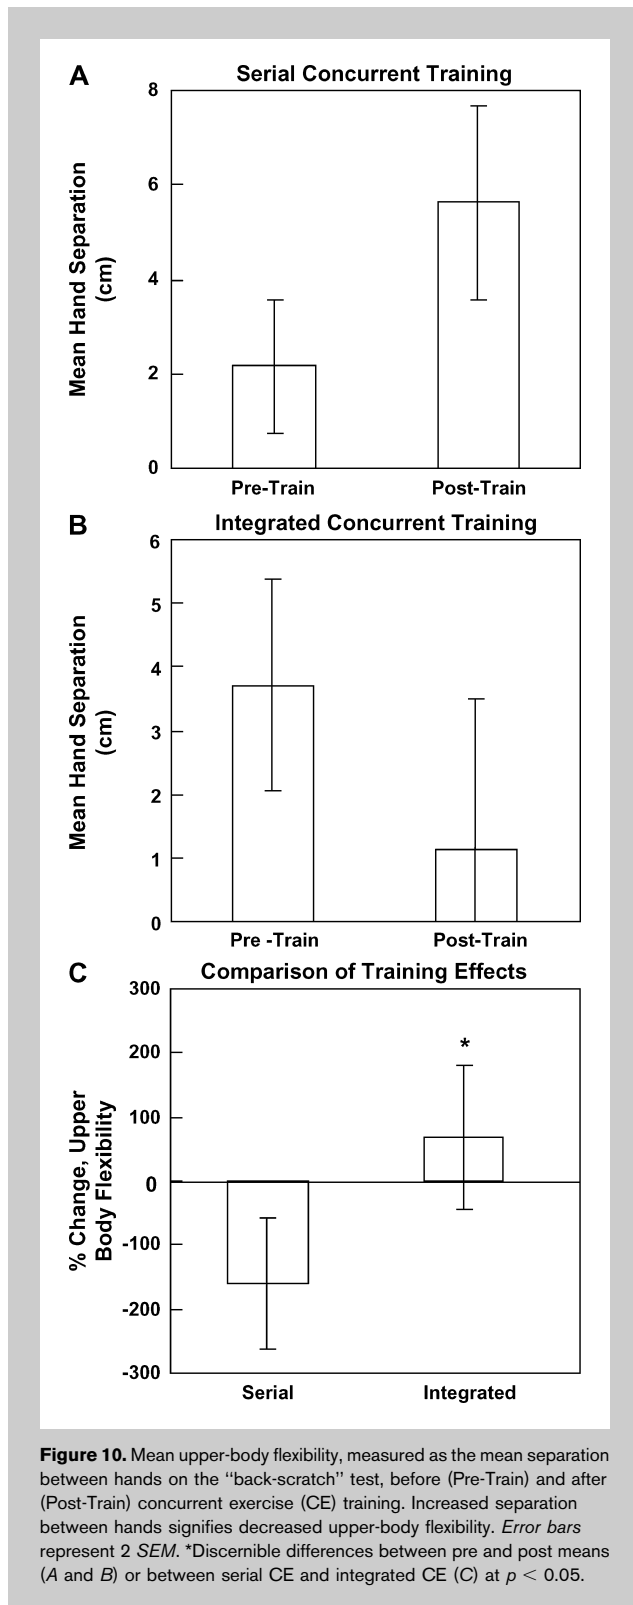 A Serial Concurrent Training
8
6
4
2
0
Mean Hand Separation
(cm)
Pre-Train Post-Train
B Integrated Concurrent Training
6
5
4
3
2
1
0
Mean Hand Separation
(cm)
Pre -Train Post-Train
C Comparison of Training Effects
300
200
100
0
-100
-200
-300
% Change, Upper
Body Flexibility
*
Serial Integrated
Figure 10. Mean upper-body flexibility, measured as the mean separation
between hands on the ‘‘back-scratch’’ test, before (Pre-Train) and after
(Post-Train) concurrent exercise (CE) training. Increased separation
between hands signifies decreased upper-body flexibility. Error bars
represent 2 SEM. *Discernible differences between pre and post means
(A and B) or between serial CE and integrated CE (C) at p < 0.05.